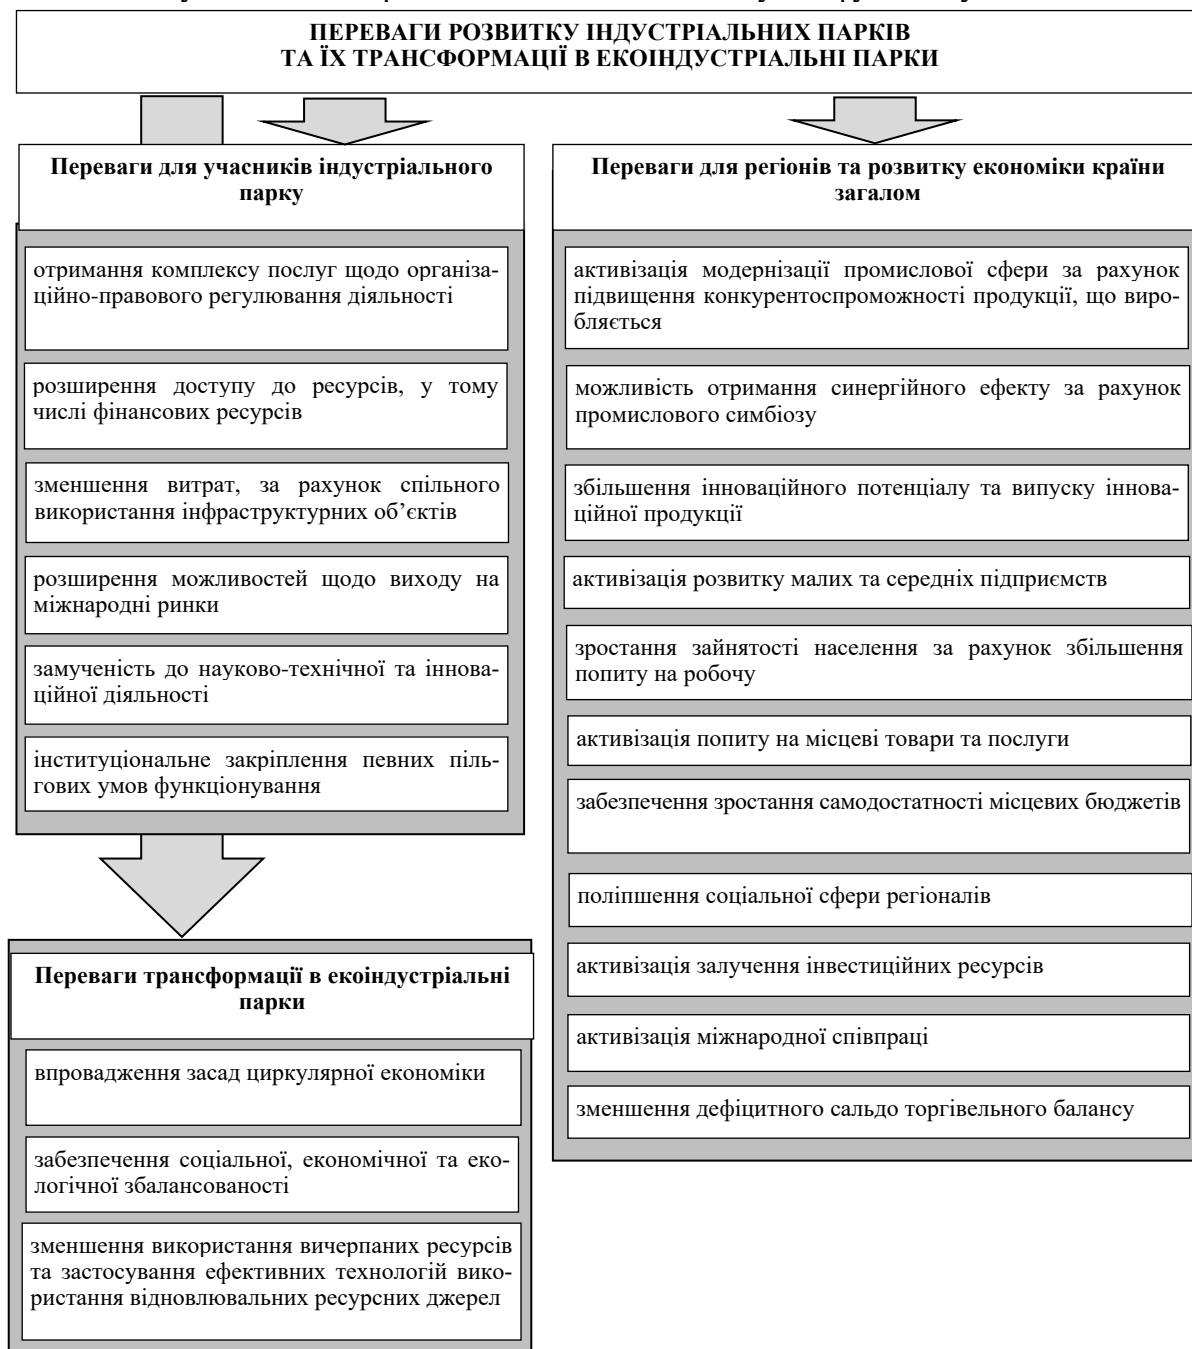 ПЕРЕВАГИ РОЗВИТКУ ІНДУСТРІАЛЬНИХ ПАРКІВ
ТА ЇХ ТРАНСФОРМАЦІЇ В ЕКОІНДУСТРІАЛЬНІ ПАРКИ
Переваги для учасників індустріального
парку
отримання комплексу послуг щодо організа-
ційно-правового регулювання діяльності
розширення доступу до ресурсів, у тому
числі фінансових ресурсів
зменшення витрат, за рахунок спільного
використання інфраструктурних об’єктів
розширення можливостей щодо виходу на
міжнародні ринки
замученість до науково-технічної та іннова-
ційної діяльності
інституціональне закріплення певних піль-
гових умов функціонування
Переваги трансформації в екоіндустріальні
парки
впровадження засад циркулярної економіки
забезпечення соціальної, економічної та еко-
логічної збалансованості
зменшення використання вичерпаних ресурсів
та застосування ефективних технологій вико-
ристання відновлювальних ресурсних джерел
Переваги для регіонів та розвитку економіки країни
загалом
активізація модернізації промислової сфери за рахунок
підвищення конкурентоспроможності продукції, що виро-
бляється
можливість отримання синергійного ефекту за рахунок
промислового симбіозу
збільшення інноваційного потенціалу та випуску іннова-
ційної продукції
активізація розвитку малих та середніх підприємств
зростання зайнятості населення за рахунок збільшення
попиту на робочу
активізація попиту на місцеві товари та послуги
забезпечення зростання самодостатності місцевих бюджетів
поліпшення соціальної сфери регіоналів
активізація залучення інвестиційних ресурсів
активізація міжнародної співпраці
зменшення дефіцитного сальдо торгівельного балансу